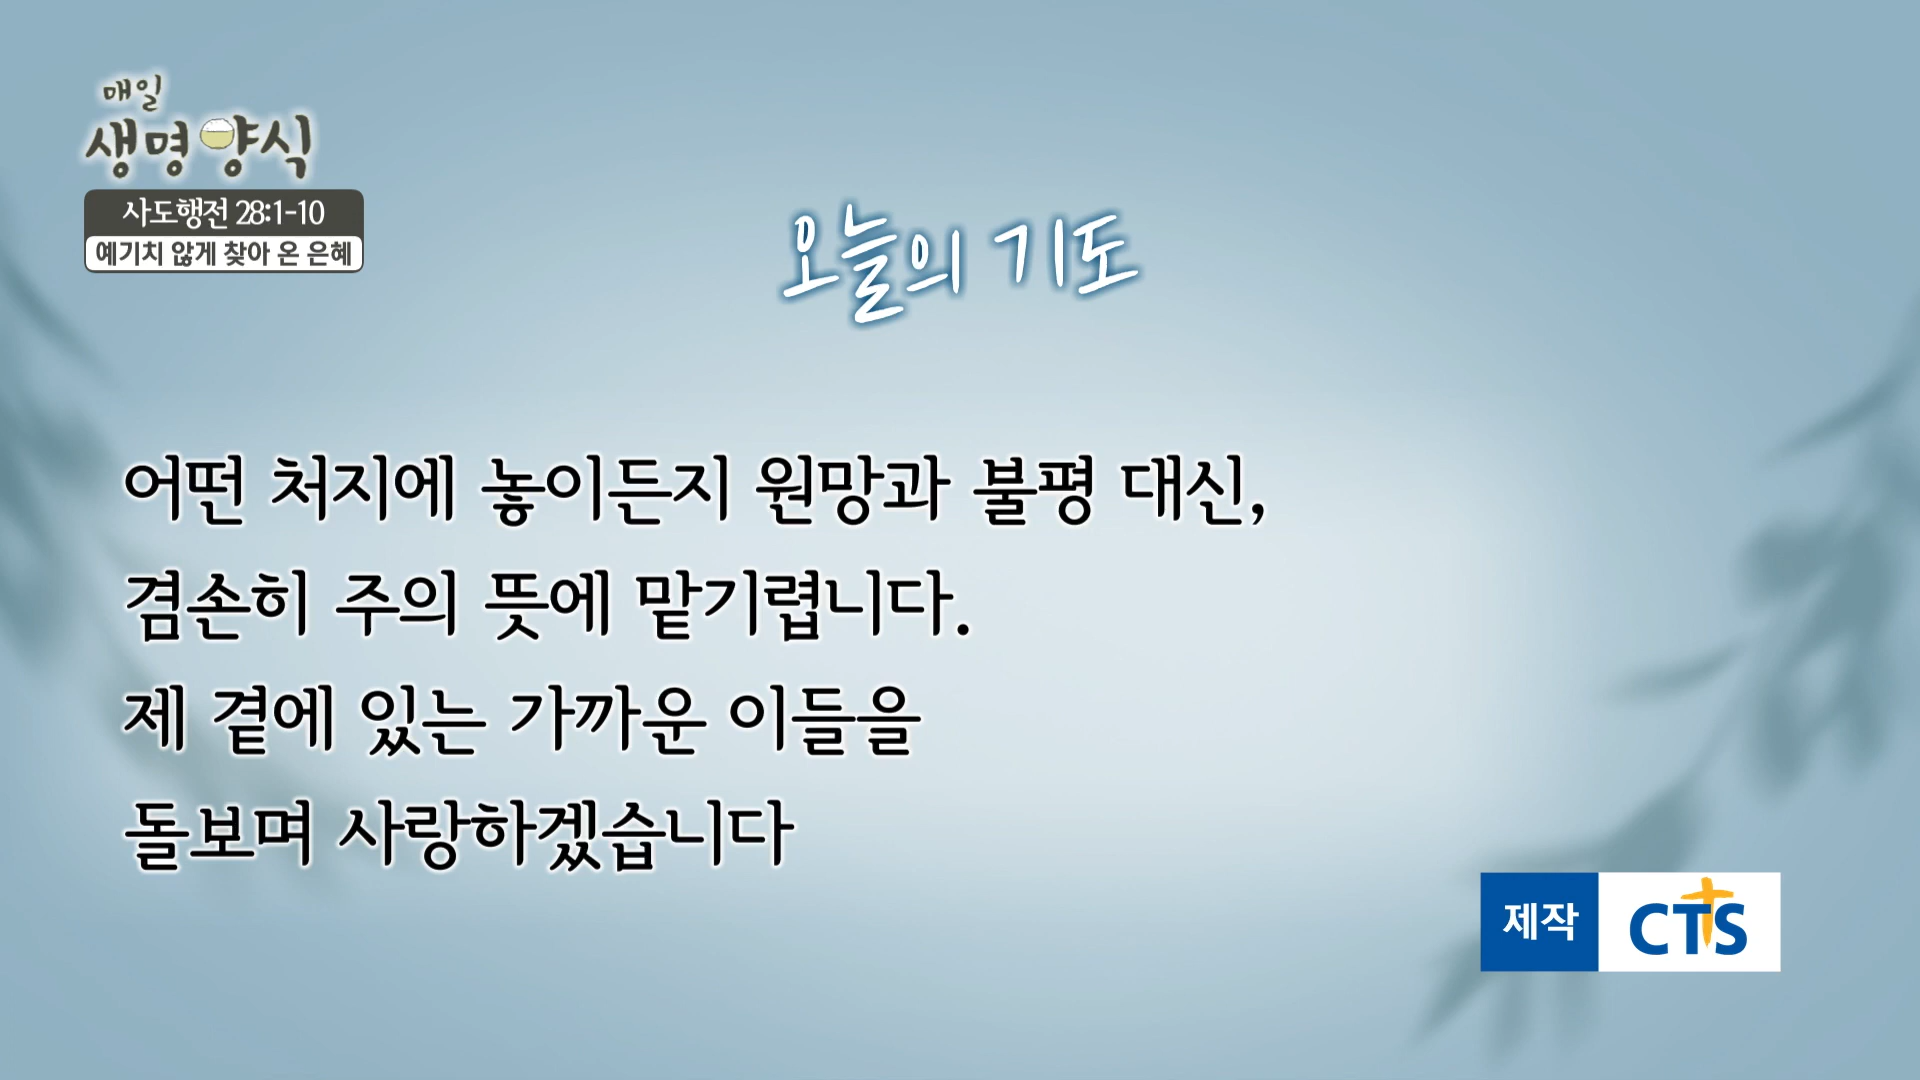 매일
생명양식
사도행전 28:1-10
예기치 않게 찾아 온 은혜
오늘의 기도
어떤 처지에 놓이든지 원망과 불평 대신,
겸손히 주의 뜻에 맡기렵니다.
제 곁에 있는 가까운 이들을
돌보며 사랑하겠습니다
제작 CTS